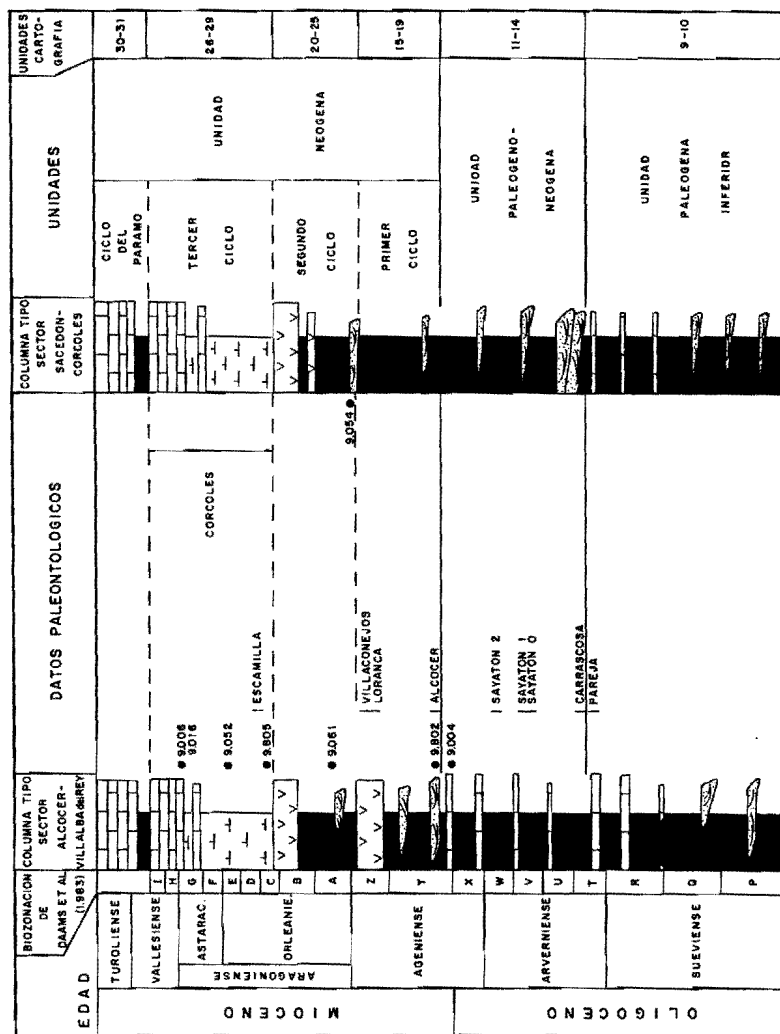 EDAD
BIOZONACION
DE
DAAMS ET AL
(1.983)
COLUMNA TIPO
SECTOR
ALCOCER-
VILLALBA del REY
DATOS PALEONTOLOGICOS
COLUMNA TIPO
SECTOR
SACEDON-
CORCOLES
UNIDADES
UNIDADES
CARTO-
GRAFIA
MIOCENO
OLIGOCENO
TUROLIENSE
VALLESIENSE
ASTARAC.
ORLEANIE.
ARAGONIENSE
AGENIENSE
ARVERNIENSE
SUEVIENSE
I
H
G
F
E
D
C
B
A
Z
Y
X
W
V
U
T
R
Q
P
9.006
9.016
9.052
9.805
9.061
9.802
9.004
CORCOLES
ESCAMILLA
VILLACONEJOS
LORANCA
ALCOCER
SAYATON 2
SAYATON 1
SAYATON 0
CARRASCOSA
PAREJA
9.054
CICLO
DEL
PARAMO
TERCER
CICLO
SEGUNDO
CICLO
PRIMER
CICLO
UNIDAD
NEOGENA
UNIDAD
PALEOGENO-
NEOGENA
UNIDAD
PALEOGENA
INFERIOR
30-31
26-29
20-25
15-19
11-14
9-10